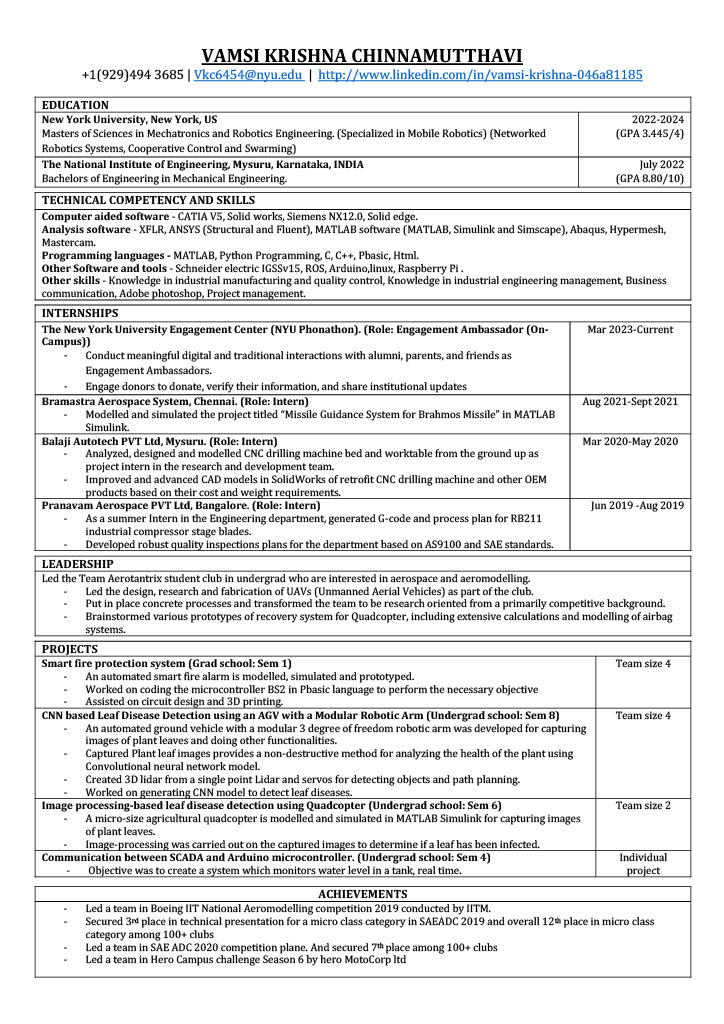 VAMSI KRISHNA CHINNAMUTTHAVI
+1(929)494 3685 | Vkc6454@nyu.edu | http://www.linkedin.com/in/vamsi-krishna-046a81185
EDUCATION
New York University, New York, US 2022-2024
Masters of Sciences in Mechatronics and Robotics Engineering. (Specialized in Mobile Robotics) (Networked (GPA 3.445/4)
Robotics Systems, Cooperative Control and Swarming)
The National Institute of Engineering, Mysuru, Karnataka, INDIA July 2022
Bachelors of Engineering in Mechanical Engineering. (GPA 8.80/10)
TECHNICAL COMPETENCY AND SKILLS
Computer aided software - CATIA V5, Solid works, Siemens NX12.0, Solid edge.
Analysis software - XFLR, ANSYS (Structural and Fluent), MATLAB software (MATLAB, Simulink and Simscape), Abaqus, Hypermesh,
Mastercam.
Programming languages - MATLAB, Python Programming, C, C++, Pbasic, Html.
Other Software and tools - Schneider electric IGSSv15, ROS, Arduino,linux, Raspberry Pi .
Other skills - Knowledge in industrial manufacturing and quality control, Knowledge in industrial engineering management, Business
communication, Adobe photoshop, Project management.
INTERNSHIPS
The New York University Engagement Center (NYU Phonathon). (Role: Engagement Ambassador (On- Mar 2023-Current
Campus))
- Conduct meaningful digital and traditional interactions with alumni, parents, and friends as
Engagement Ambassadors.
- Engage donors to donate, verify their information, and share institutional updates
Bramastra Aerospace System, Chennai. (Role: Intern) Aug 2021-Sept 2021
- Modelled and simulated the project titled “Missile Guidance System for Brahmos Missile” in MATLAB
Simulink.
Balaji Autotech PVT Ltd, Mysuru. (Role: Intern) Mar 2020-May 2020
- Analyzed, designed and modelled CNC drilling machine bed and worktable from the ground up as
project intern in the research and development team.
- Improved and advanced CAD models in SolidWorks of retrofit CNC drilling machine and other OEM
products based on their cost and weight requirements.
Pranavam Aerospace PVT Ltd, Bangalore. (Role: Intern) Jun 2019 -Aug 2019
- As a summer Intern in the Engineering department, generated G-code and process plan for RB211
industrial compressor stage blades.
- Developed robust quality inspections plans for the department based on AS9100 and SAE standards.
LEADERSHIP
Led the Team Aerotantrix student club in undergrad who are interested in aerospace and aeromodelling.
- Led the design, research and fabrication of UAVs (Unmanned Aerial Vehicles) as part of the club.
- Put in place concrete processes and transformed the team to be research oriented from a primarily competitive background.
- Brainstormed various prototypes of recovery system for Quadcopter, including extensive calculations and modelling of airbag
systems.
PROJECTS
Smart fire protection system (Grad school: Sem 1) Team size 4
- An automated smart fire alarm is modelled, simulated and prototyped.
- Worked on coding the microcontroller BS2 in Pbasic language to perform the necessary objective
- Assisted on circuit design and 3D printing.
CNN based Leaf Disease Detection using an AGV with a Modular Robotic Arm (Undergrad school: Sem 8) Team size 4
- An automated ground vehicle with a modular 3 degree of freedom robotic arm was developed for capturing
images of plant leaves and doing other functionalities.
- Captured Plant leaf images provides a non-destructive method for analyzing the health of the plant using
Convolutional neural network model.
- Created 3D lidar from a single point Lidar and servos for detecting objects and path planning.
- Worked on generating CNN model to detect leaf diseases.
Image processing-based leaf disease detection using Quadcopter (Undergrad school: Sem 6) Team size 2
- A micro-size agricultural quadcopter is modelled and simulated in MATLAB Simulink for capturing images
of plant leaves.
- Image-processing was carried out on the captured images to determine if a leaf has been infected.
Communication between SCADA and Arduino microcontroller. (Undergrad school: Sem 4) Individual
- Objective was to create a system which monitors water level in a tank, real time. project
ACHIEVEMENTS
- Led a team in Boeing IIT National Aeromodelling competition 2019 conducted by IITM.
- Secured 3rd place in technical presentation for a micro class category in SAEADC 2019 and overall 12th place in micro class
category among 100+ clubs
- Led a team in SAE ADC 2020 competition plane. And secured 7th place among 100+ clubs
- Led a team in Hero Campus challenge Season 6 by hero MotoCorp ltd